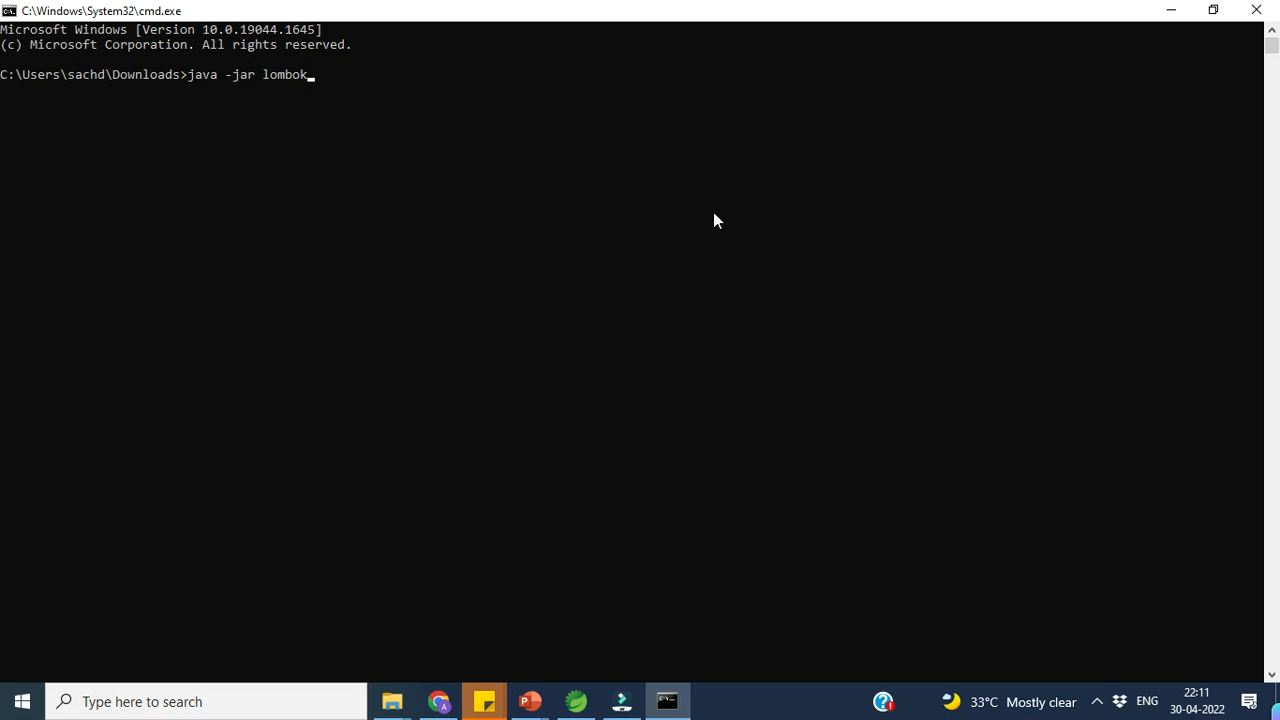 C:\Windows\System32\cmd.exe
Microsoft Windows [Version 10.0.19044.1645]
(c) Microsoft Corporation. All rights reserved.
C:\Users\sachd\Downloads>java -jar lombok
Type here to search
33°C Mostly clear
ENG
22:11
30-04-2022